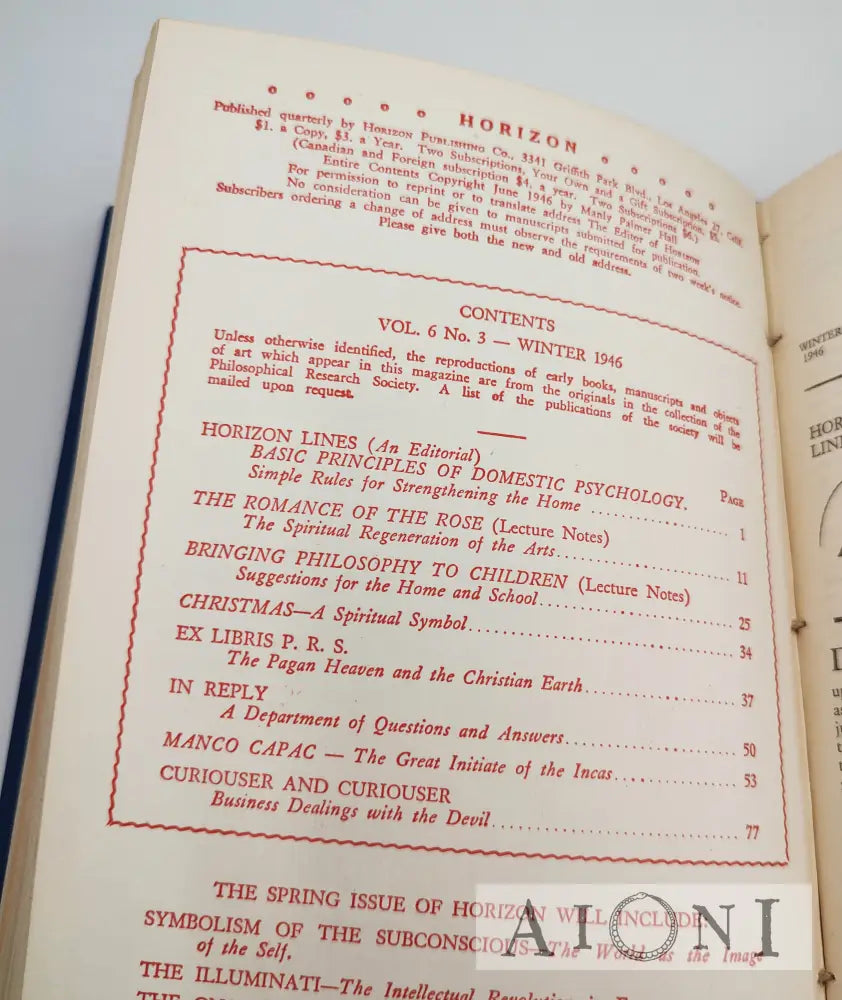 HORIZON
Published quarterly by HORIZON PUBLISHING CO., 3341 Griffith Park Blvd., Los Angeles 27, Calif.
$1. a Copy, $3. a Year. Two Subscriptions, Your Own and a Gift Subscription, $5.
(Canadian and Foreign subscription $4. a year. Two Subscriptions $6.)
Entire Contents Copyright June 1946 by Manly Palmer Hall
For permission to reprint or to translate address The Editor of HORIZON
No consideration can be given to manuscripts submitted for publication.
Subscribers ordering a change of address must observe the requirements of two week's notice.
Please give both the new and old address.
CONTENTS
VOL. 6 No. 3 — WINTER 1946
Unless otherwise identified, the reproductions of early books, manuscripts and objects
of art which appear in this magazine are from the originals in the collection of the
Philosophical Research Society. A list of the publications of the society will be
mailed upon request.
PAGE
HORIZON LINES (An Editorial)
BASIC PRINCIPLES OF DOMESTIC PSYCHOLOGY.
Simple Rules for Strengthening the Home ........ 1
THE ROMANCE OF THE ROSE (Lecture Notes)
The Spiritual Regeneration of the Arts........ 11
BRINGING PHILOSOPHY TO CHILDREN (Lecture Notes)
Suggestions for the Home and School........ 25
CHRISTMAS—A Spiritual Symbol........ 34
EX LIBRIS P. R. S.
The Pagan Heaven and the Christian Earth........ 37
IN REPLY
A Department of Questions and Answers........ 50
MANCO CAPAC — The Great Initiate of the Incas........ 53
CURIOUSER AND CURIOUSER
Business Dealings with the Devil........ 77
THE SPRING ISSUE OF HORIZON WILL INCLUDE:
SYMBOLISM OF THE SUBCONSCIOUS—The World as the Image
of the Self.
THE ILLUMINATI—The Intellectual Revolution in
WINTER
1946
HOR
LINE
AIONI